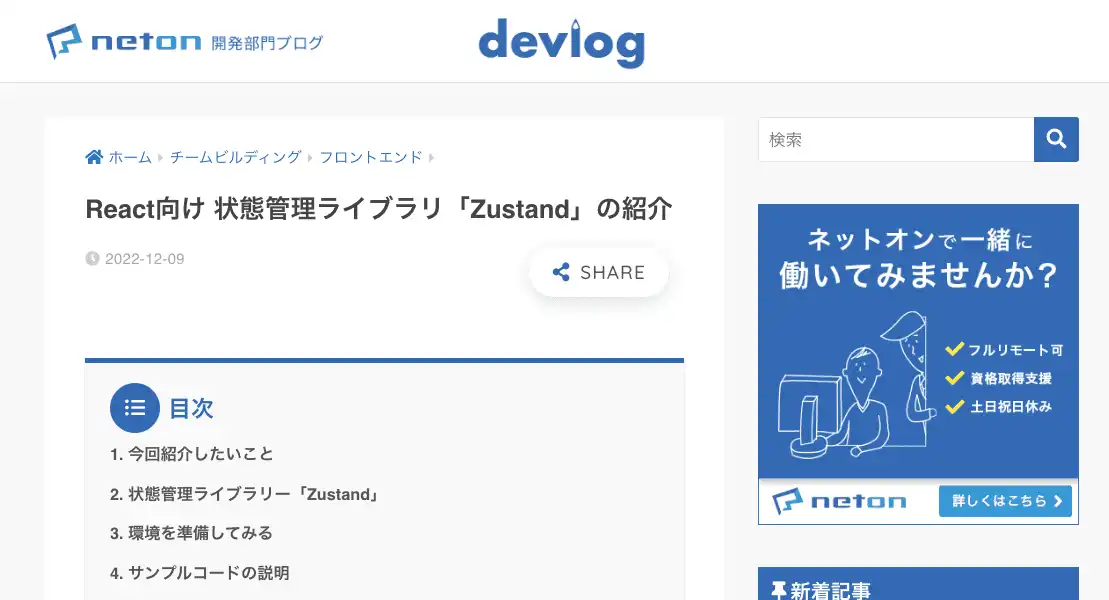 neton 開発部門ブログ
devlog
ホーム チームビルディング フロントエンド
React向け 状態管理ライブラリ「Zustand」の紹介
2022-12-09
SHARE
目次
1. 今回紹介したいこと
2. 状態管理ライブラリー「Zustand」
3. 環境を準備してみる
4. サンプルコードの説明
検索
ネットオンで一緒に
働いてみませんか？
フルリモート可
資格取得支援
土日祝日休み
neton 詳しくはこちら
新着記事